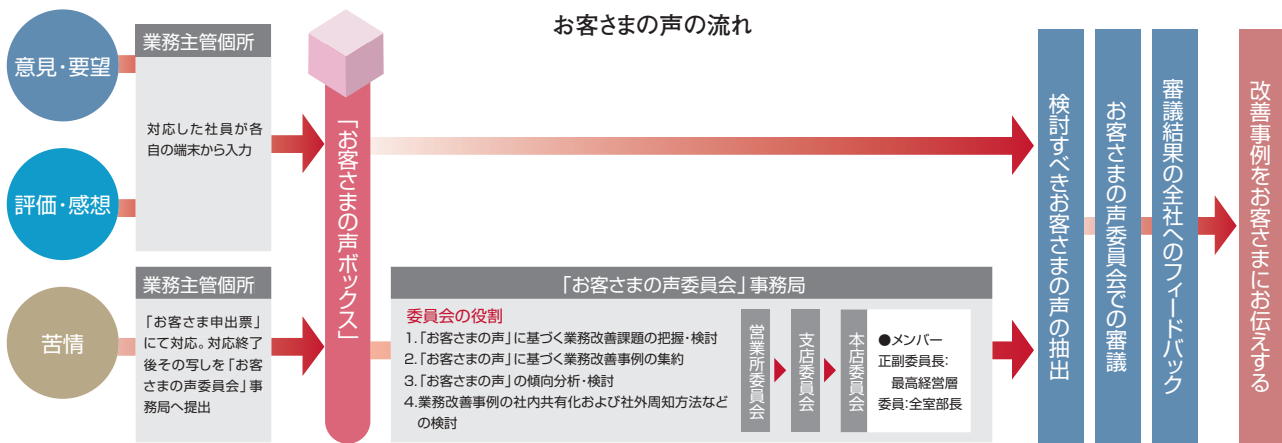 お客さまの声の流れ
意見・要望
評価・感想
苦情
業務主管個所
対応した社員が各
自の端末から入力
業務主管個所
「お客さま申出票」
にて対応。対応終了
後その写しを「お客
さまの声委員会」事
務局へ提出
「お客さまの声ボックス」
「お客さまの声委員会」事務局
委員会の役割
1.「お客さまの声」に基づく業務改善課題の把握・検討
2.「お客さまの声」に基づく業務改善事例の集約
3.「お客さまの声」の傾向分析・検討
4.業務改善事例の社内共有化および社外周知方法など
の検討
営業所委員会
支店委員会
本店委員会
●メンバー
正副委員長：
最高経営層
委員：全室部長
検討すべきお客さまの声の抽出
お客さまの声委員会での審議
審議結果の全社へのフィードバック
改善事例をお客さまにお伝えする